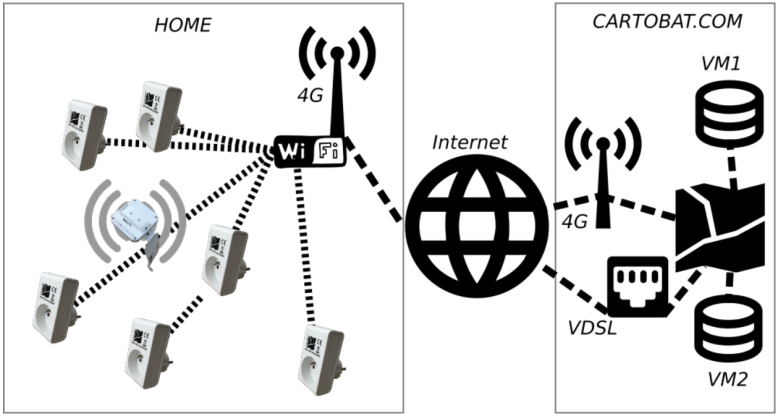 HOME
4G
Wi Fi
Internet
CARTOBAT.COM
VM1
4G
VDSL
VM2